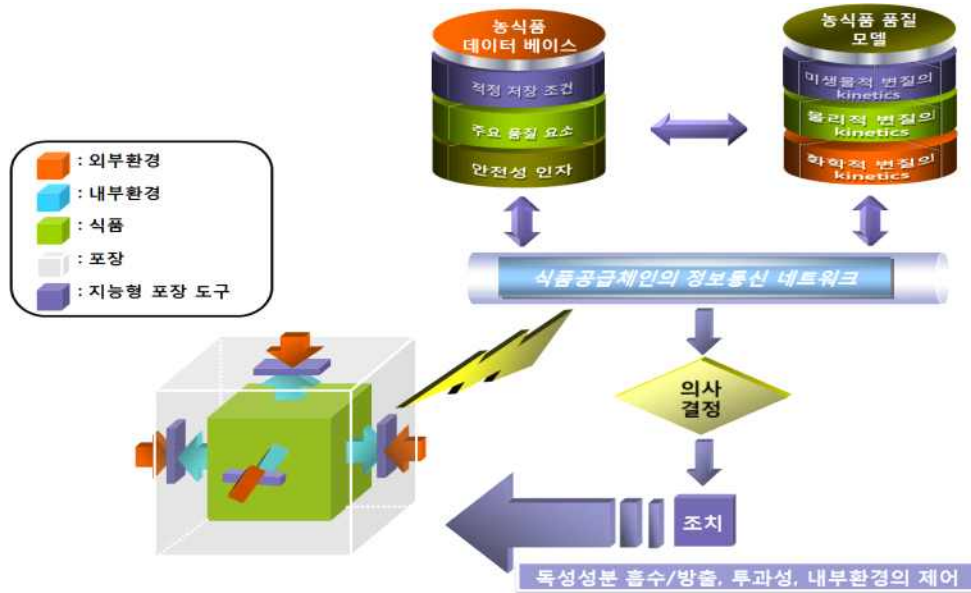 농식품
데이터 베이스
적정 저장 조건
주요 품질 요소
안전성 인자
농식품 품질
모델
미생물적 변질의
kinetics
물리적 변질의
kinetics
화학적 변질의
kinetics
: 외부환경
: 내부환경
: 식품
: 포장
: 지능형 포장 도구
식품공급체인의 정보통신 네트워크
의사
결정
조치
독성성분 흡수/방출, 투과성, 내부환경의 제어